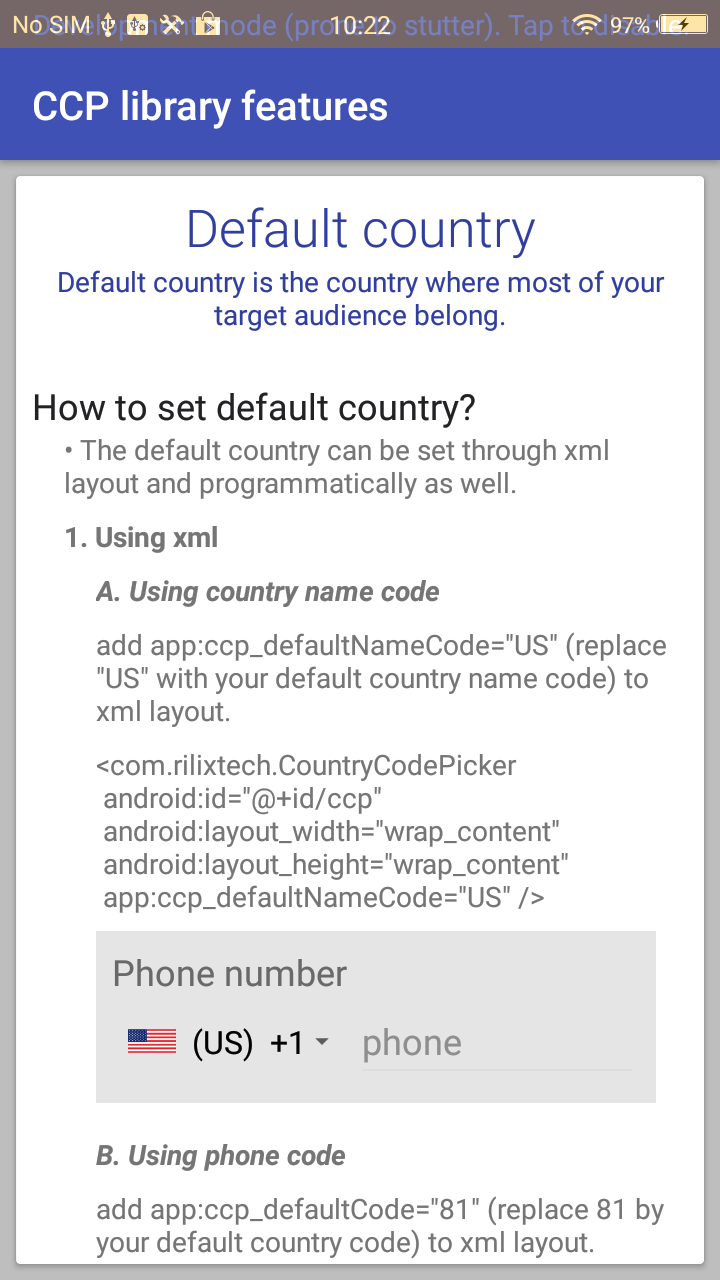 No SIM 10:22 97%
Development mode (prone to stutter). Tap to disable.
CCP library features
Default country
Default country is the country where most of your
target audience belong.
How to set default country?
• The default country can be set through xml
layout and programmatically as well.
1. Using xml
A. Using country name code
add app:ccp_defaultNameCode="US" (replace
"US" with your default country name code) to
xml layout.
<com.rilixtech.CountryCodePicker
android:id="@+id/ccp"
android:layout_width="wrap_content"
android:layout_height="wrap_content"
app:ccp_defaultNameCode="US" />
Phone number
(US) +1 phone
B. Using phone code
add app:ccp_defaultCode="81" (replace 81 by
your default country code) to xml layout.